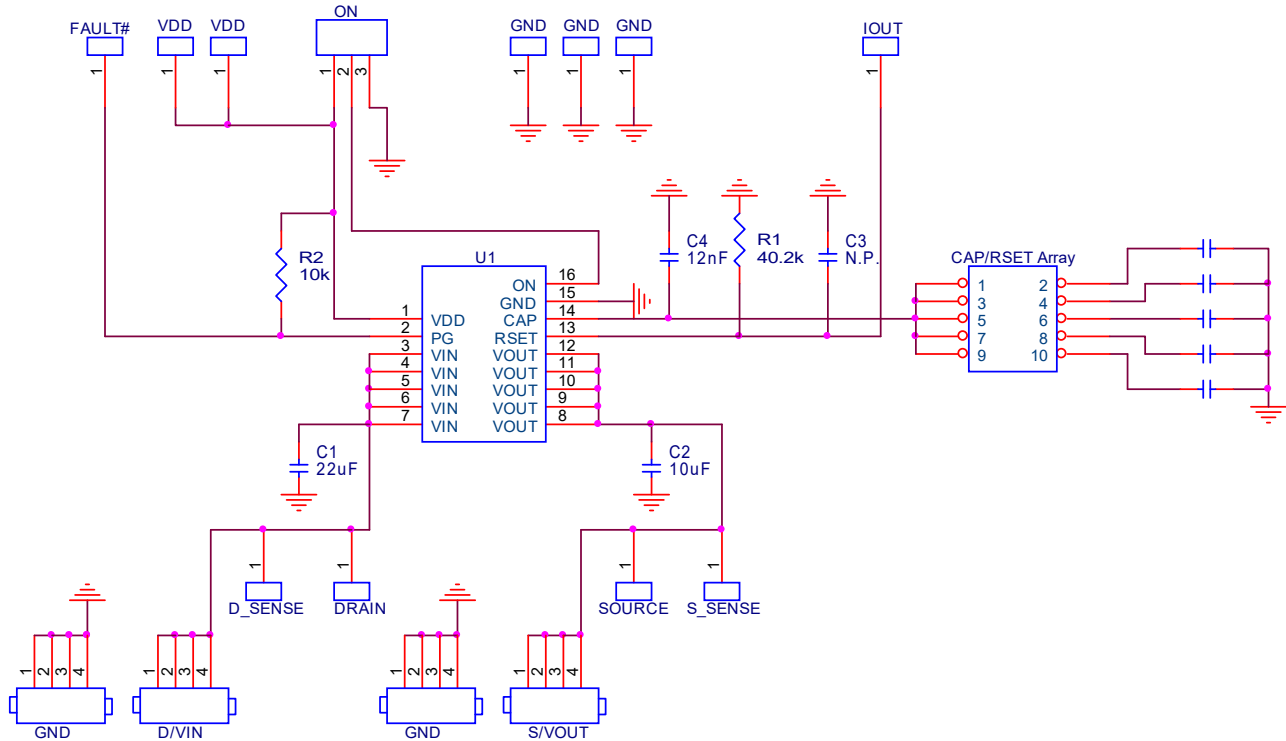 FAULT# VDD VDD ON GND GND GND IOUT
1 1 1 1 2 3 1 1 1 1
R2
10k
C4
12nF
R1
40.2k
C3
N.P.
CAP/RSET Array
1 2
3 4
5 6
7 8
9 10
U1
ON 16
GND 15
1 VDD CAP 14
2 PG RSET 13
3 VIN VOUT 12
4 VIN VOUT 11
5 VIN VOUT 10
6 VIN VOUT 9
7 VIN VOUT 8
C1
22uF
C2
10uF
1 1 1 1
D_SENSE DRAIN SOURCE S_SENSE
1 2 3 4 1 2 3 4 1 2 3 4 1 2 3 4
GND D/VIN GND S/VOUT